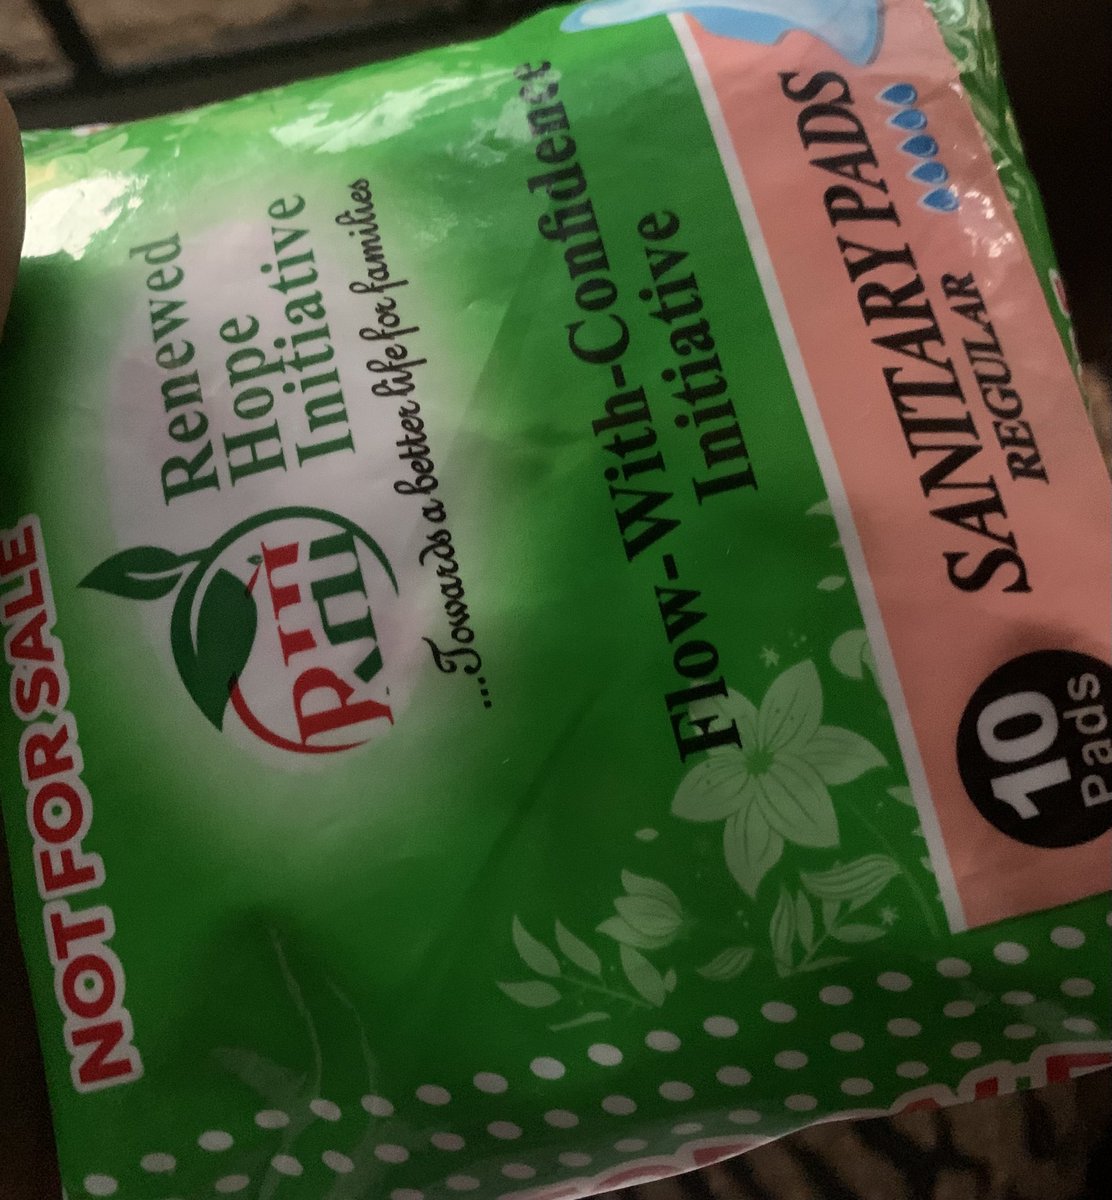 NOT FOR SALE
RHI
Renewed
Hope
Initiative
...Towards a better life for families
Flow-With-Confidence
Initiative
SANITARY PADS
REGULAR
10
Pads